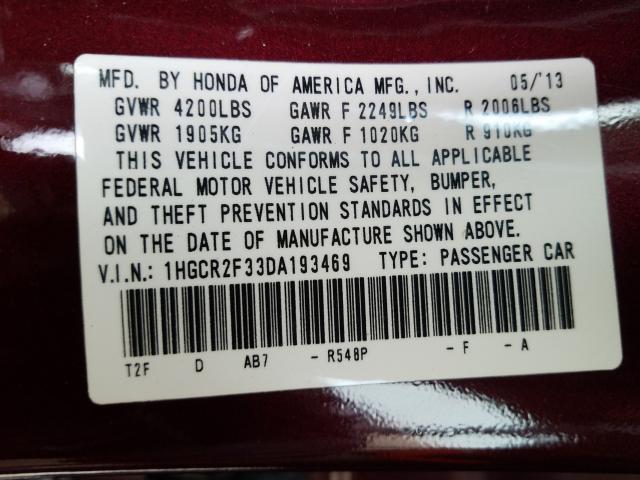 MFD. BY HONDA OF AMERICA MFG., INC. 05/'13
GVWR 4200LBS GAWR F 2249LBS R 2006LBS
GVWR 1905KG GAWR F 1020KG R 910KG
THIS VEHICLE CONFORMS TO ALL APPLICABLE
FEDERAL MOTOR VEHICLE SAFETY, BUMPER,
AND THEFT PREVENTION STANDARDS IN EFFECT
ON THE DATE OF MANUFACTURE SHOWN ABOVE.
V.I.N.: 1HGCR2F33DA193469 TYPE: PASSENGER CAR
T2F D AB7 - R548P - F - A